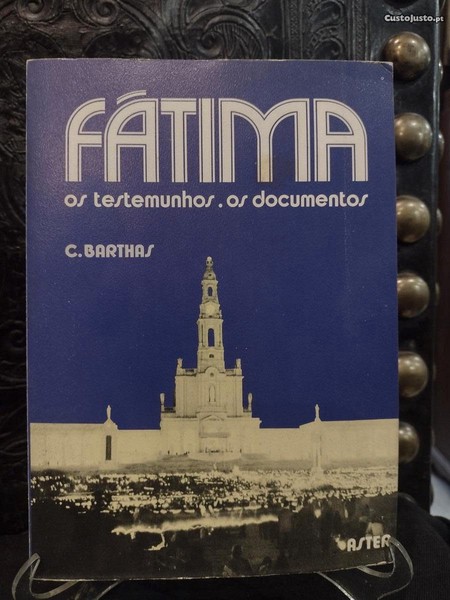 CustoJusto.pt
FÁTIMA
os testemunhos. os documentos
C. BARTHAS
ASTER